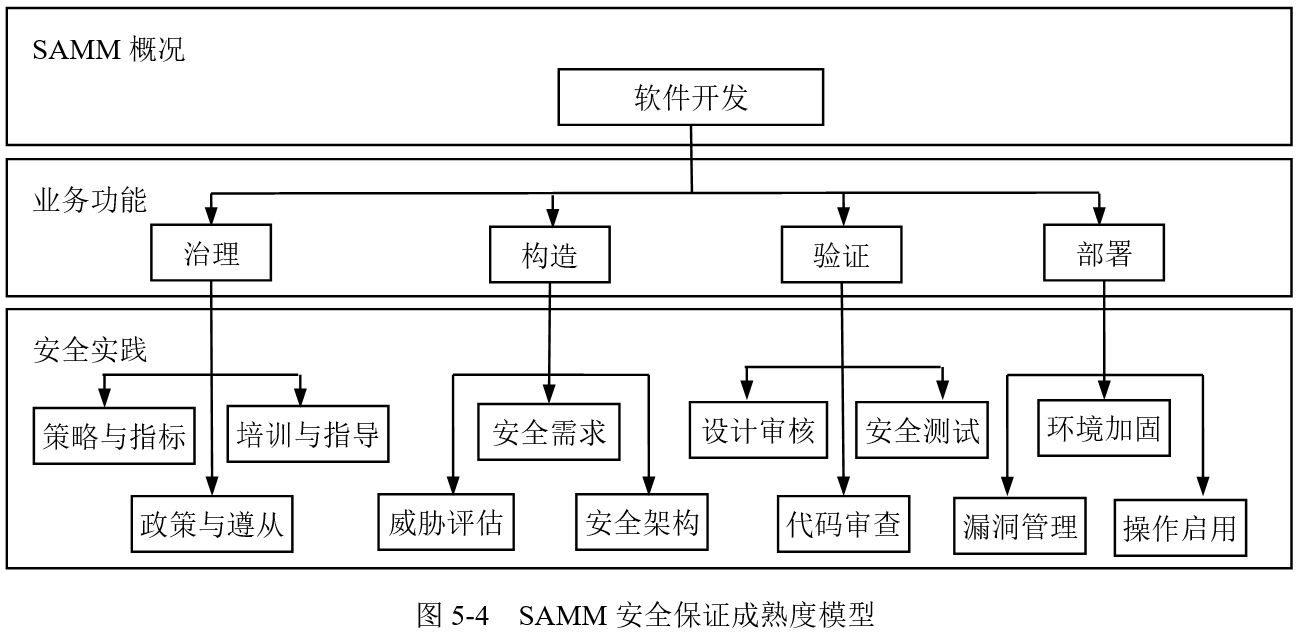 SAMM 概况
软件开发
业务功能
治理
构造
验证
部署
安全实践
策略与指标
培训与指导
政策与遵从
安全需求
威胁评估
安全架构
设计审核
安全测试
代码审查
环境加固
漏洞管理
操作启用
图 5-4 SAMM 安全保证成熟度模型